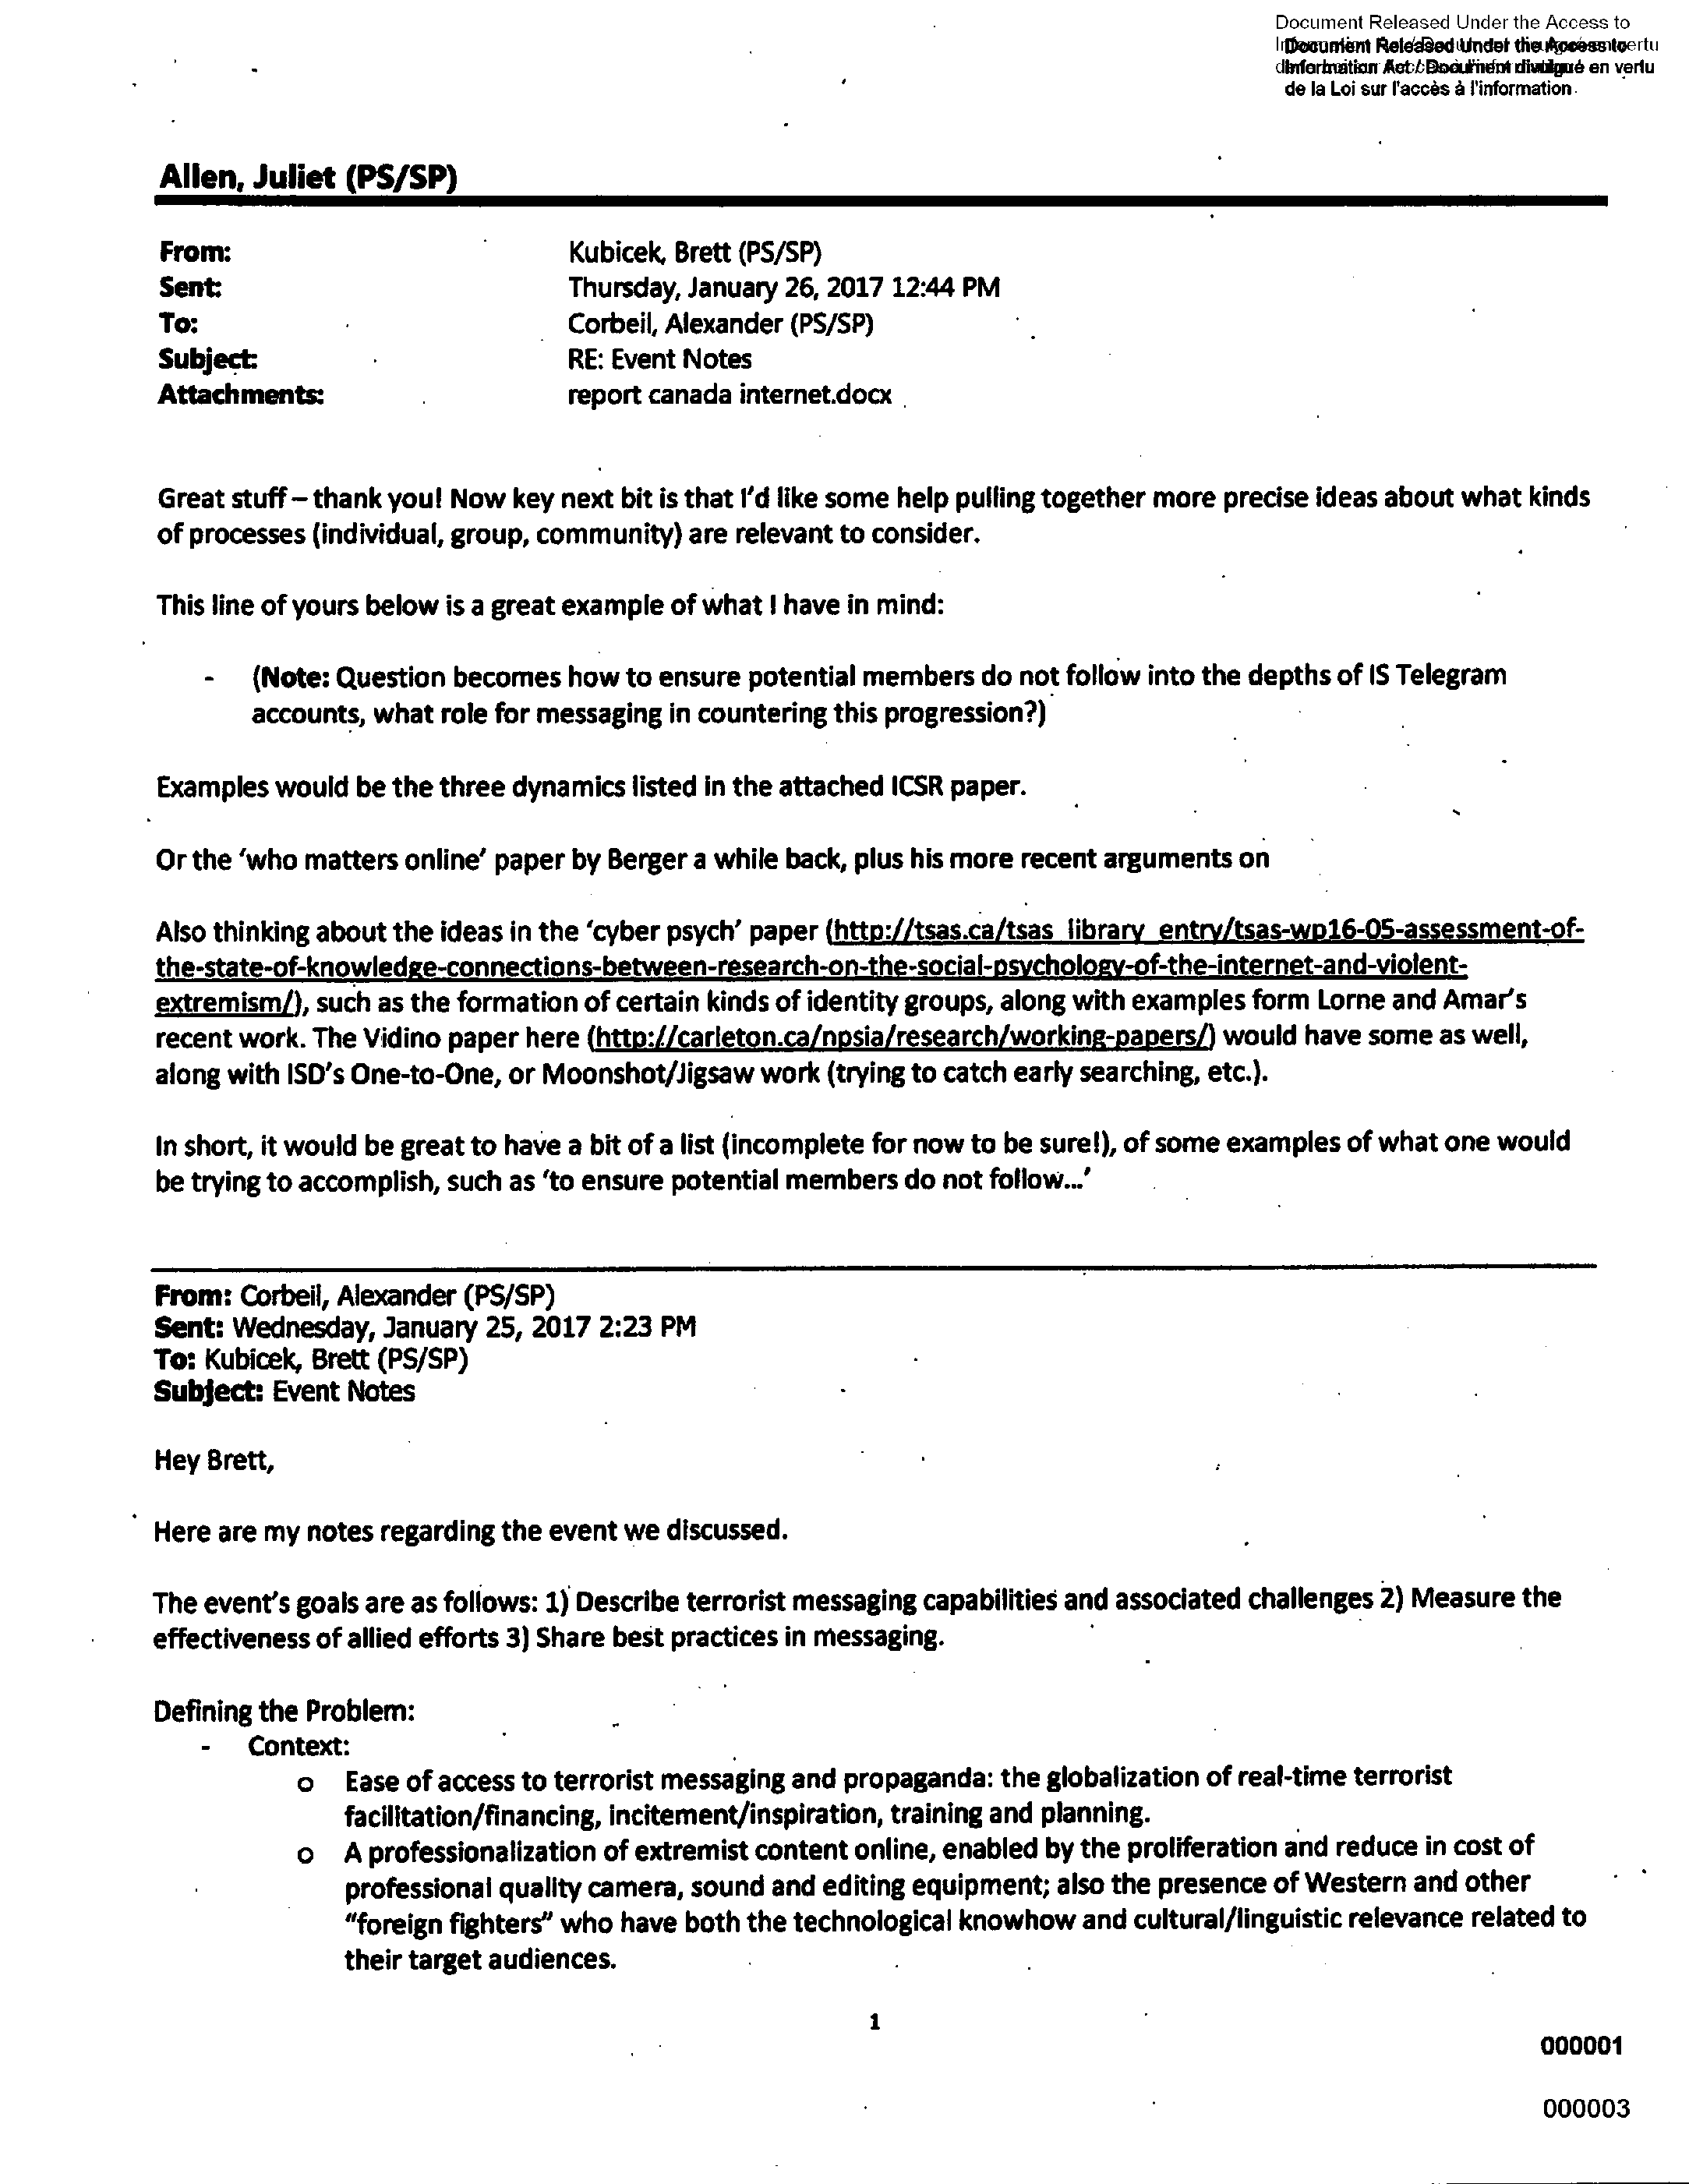 Document Released Under the Access to
Document Released Under the Access to
Information Act / Document divulgué en vertu
de la Loi sur l'accès à l'information.
Allen, Juliet (PS/SP)
From: Kubicek, Brett (PS/SP)
Sent: Thursday, January 26, 2017 12:44 PM
To: Corbeil, Alexander (PS/SP)
Subject: RE: Event Notes
Attachments: report canada internet.docx
Great stuff – thank you! Now key next bit is that I'd like some help pulling together more precise ideas about what kinds
of processes (individual, group, community) are relevant to consider.
This line of yours below is a great example of what I have in mind:
- (Note: Question becomes how to ensure potential members do not follow into the depths of IS Telegram
accounts, what role for messaging in countering this progression?)
Examples would be the three dynamics listed in the attached ICSR paper.
Or the 'who matters online' paper by Berger a while back, plus his more recent arguments on
Also thinking about the ideas in the 'cyber psych' paper (http://tsas.ca/tsas_library_entry/tsas-wp16-05-assessment-of-
the-state-of-knowledge-connections-between-research-on-the-social-psychology-of-the-internet-and-violent-
extremism/), such as the formation of certain kinds of identity groups, along with examples form Lorne and Amar's
recent work. The Vidino paper here (http://carleton.ca/npsia/research/working-papers/) would have some as well,
along with ISD's One-to-One, or Moonshot/Jigsaw work (trying to catch early searching, etc.).
In short, it would be great to have a bit of a list (incomplete for now to be sure!), of some examples of what one would
be trying to accomplish, such as 'to ensure potential members do not follow...'
From: Corbeil, Alexander (PS/SP)
Sent: Wednesday, January 25, 2017 2:23 PM
To: Kubicek, Brett (PS/SP)
Subject: Event Notes
Hey Brett,
Here are my notes regarding the event we discussed.
The event's goals are as follows: 1) Describe terrorist messaging capabilities and associated challenges 2) Measure the
effectiveness of allied efforts 3) Share best practices in messaging.
Defining the Problem:
- Context:
o Ease of access to terrorist messaging and propaganda: the globalization of real-time terrorist
facilitation/financing, incitement/inspiration, training and planning.
o A professionalization of extremist content online, enabled by the proliferation and reduce in cost of
professional quality camera, sound and editing equipment; also the presence of Western and other
"foreign fighters" who have both the technological knowhow and cultural/linguistic relevance related to
their target audiences.
1
000001
000003